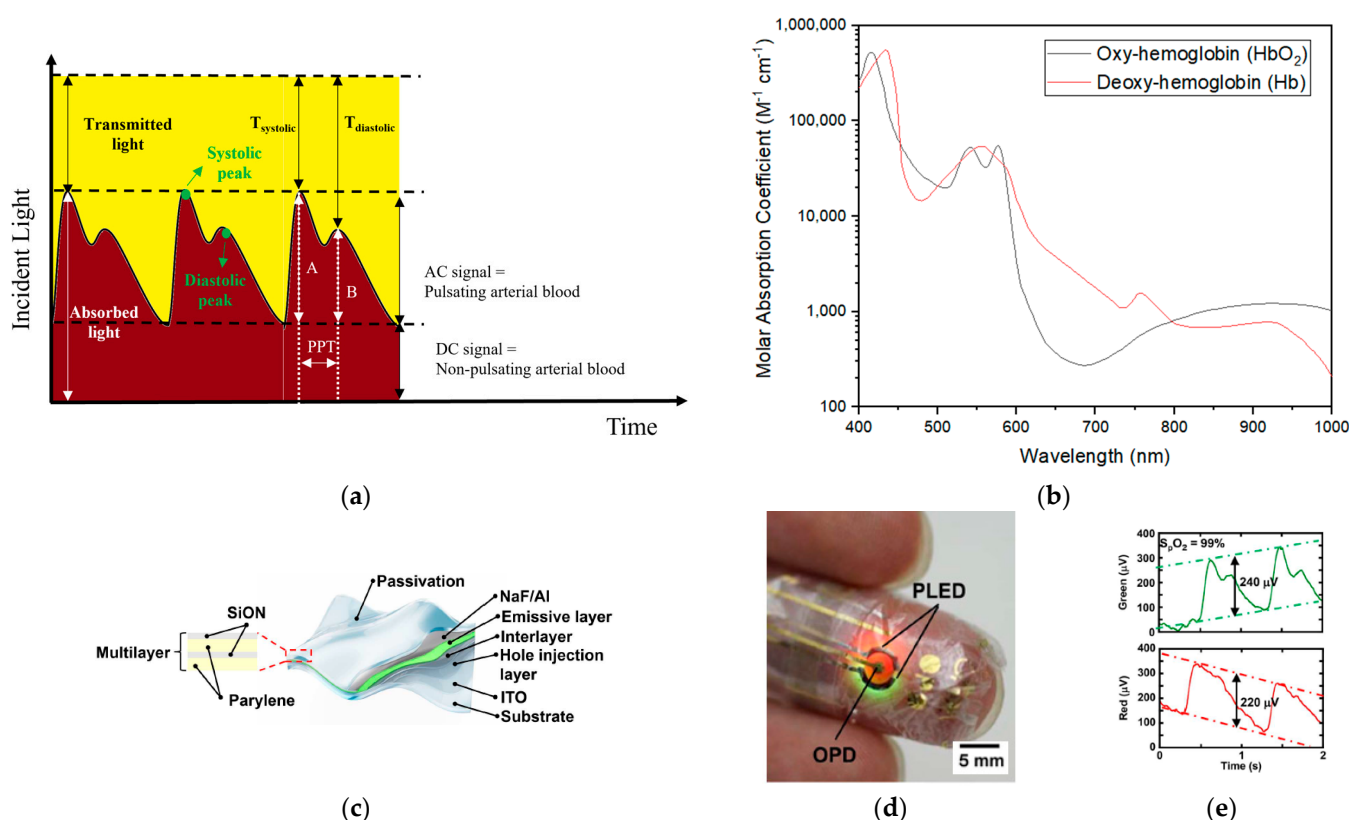 Incident Light
Transmitted
light
Systolic
peak
Tsystolic
Tdiastolic
Diastolic
peak
Absorbed
light
A
B
PPT
AC signal =
Pulsating arterial blood
DC signal =
Non-pulsating arterial blood
Time
(a)
Molar Absorption Coefficient (M⁻¹ cm⁻¹)
1,000,000
100,000
10,000
1,000
100
Oxy-hemoglobin (HbO₂)
Deoxy-hemoglobin (Hb)
400 500 600 700 800 900 1000
Wavelength (nm)
(b)
Passivation
SiON
Multilayer
Parylene
NaF/Al
Emissive layer
Interlayer
Hole injection
layer
ITO
Substrate
(c)
PLED
OPD
5 mm
(d)
Green (μV)
400
300
200
100
0
SpO₂ = 99%
240 μV
Red (μV)
400
300
200
100
0
220 μV
0 1 2
Time (s)
(e)